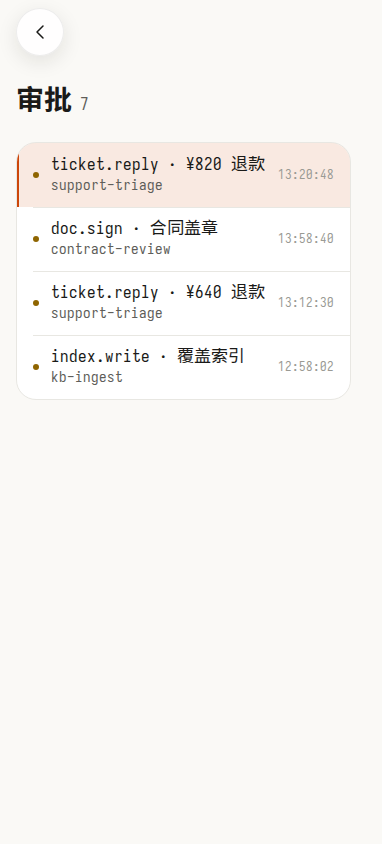 审批 7
ticket.reply · ¥820 退款
13:20:48
support-triage
doc.sign · 合同盖章
13:58:40
contract-review
ticket.reply · ¥640 退款
13:12:30
support-triage
index.write · 覆盖索引
12:58:02
kb-ingest